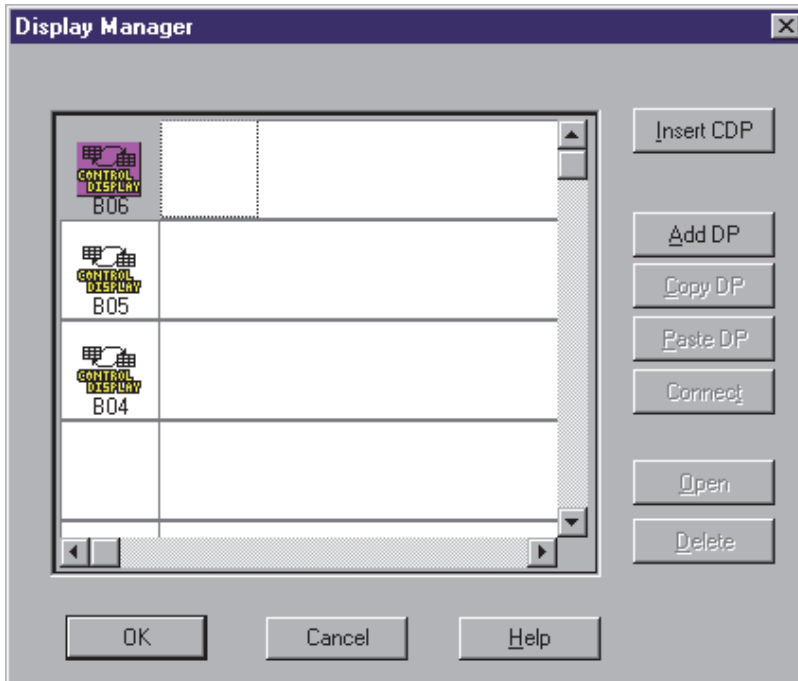 Display Manager
Insert CDP
CONTROL
DISPLAY
B06
Add DP
CONTROL
DISPLAY
B05
Copy DP
Paste DP
CONTROL
DISPLAY
B04
Connect
Open
Delete
OK
Cancel
Help